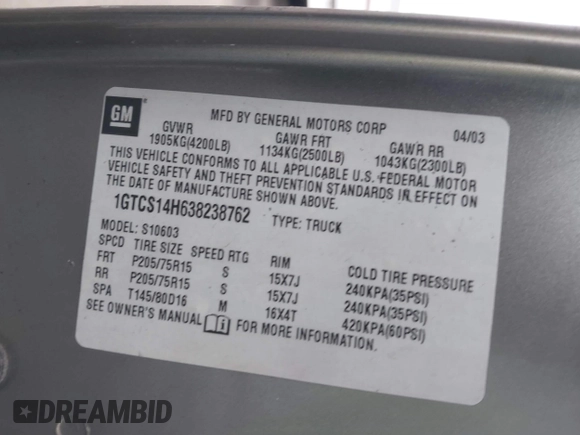 GM
MFD BY GENERAL MOTORS CORP 04/03
GVWR GAWR FRT GAWR RR
1905KG(4200LB) 1134KG(2500LB) 1043KG(2300LB)
THIS VEHICLE CONFORMS TO ALL APPLICABLE U.S. FEDERAL MOTOR
VEHICLE SAFETY AND THEFT PREVENTION STANDARDS IN EFFECT ON
THE DATE OF MANUFACTURE SHOWN ABOVE.
1GTCS14H638238762 TYPE: TRUCK
MODEL: S10603
SPCD TIRE SIZE SPEED RTG RIM COLD TIRE PRESSURE
FRT P205/75R15 S 15X7J 240KPA(35PSI)
RR P205/75R15 S 15X7J 240KPA(35PSI)
SPA T145/80D16 M 16X4T 420KPA(60PSI)
SEE OWNER'S MANUAL FOR MORE INFORMATION.
DREAMBID